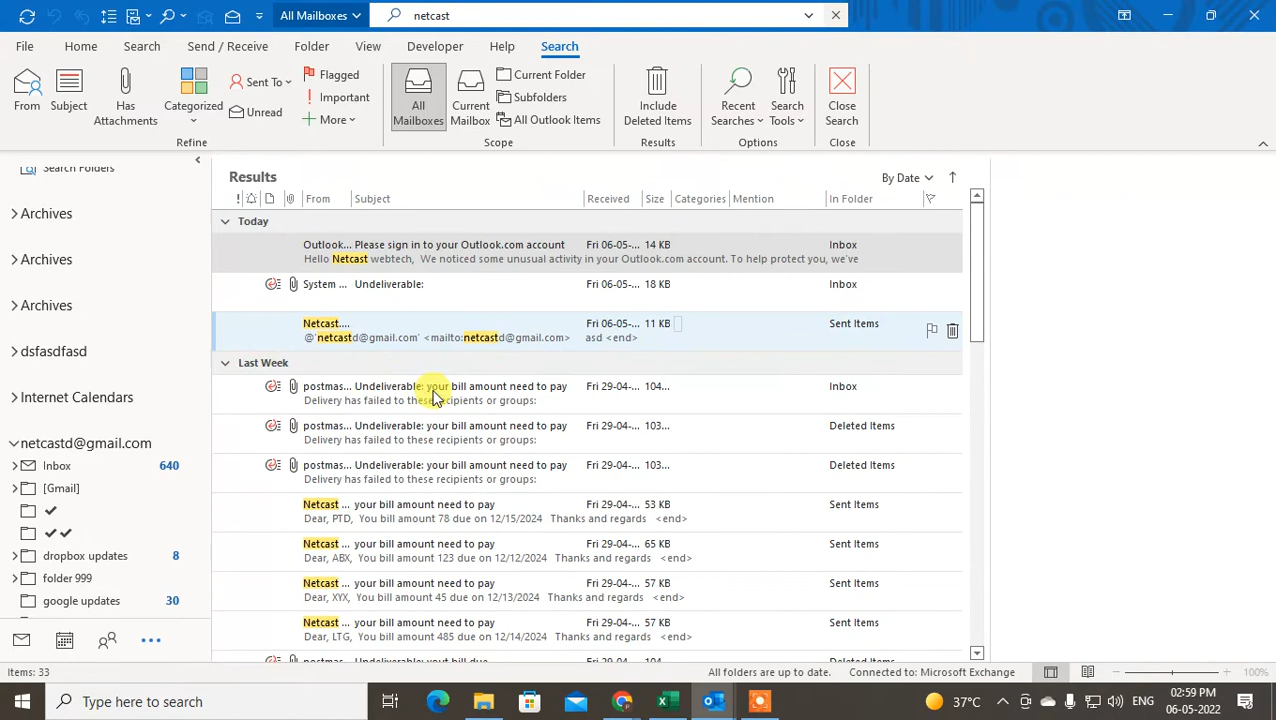 All Mailboxes
netcast
File Home Search Send / Receive Folder View Developer Help Search
From
Subject
Has Attachments
Categorized
Sent To
Unread
Flagged
Important
More
Refine
All Mailboxes
Current Mailbox
Current Folder
Subfolders
All Outlook Items
Scope
Include Deleted Items
Results
Recent Searches
Search Tools
Options
Close Search
Close
Search Folders
Archives
Archives
Archives
dsfasdfasd
Internet Calendars
netcastd@gmail.com
Inbox 640
[Gmail]
dropbox updates 8
folder 999
google updates 30
Results
By Date
! From Subject Received Size Categories Mention In Folder
Today
Outlook... Please sign in to your Outlook.com account Fri 06-05-... 14 KB Inbox
Hello Netcast webtech, We noticed some unusual activity in your Outlook.com account. To help protect you, we've
System ... Undeliverable: Fri 06-05-... 18 KB Inbox
Netcast.... Fri 06-05-... 11 KB Sent Items
@'netcastd@gmail.com' <mailto:netcastd@gmail.com> asd <end>
Last Week
postmas... Undeliverable: your bill amount need to pay Fri 29-04-... 104... Inbox
Delivery has failed to these recipients or groups:
postmas... Undeliverable: your bill amount need to pay Fri 29-04-... 103... Deleted Items
Delivery has failed to these recipients or groups:
postmas... Undeliverable: your bill amount need to pay Fri 29-04-... 103... Deleted Items
Delivery has failed to these recipients or groups:
Netcast ... your bill amount need to pay Fri 29-04-... 53 KB Sent Items
Dear, PTD, You bill amount 78 due on 12/15/2024 Thanks and regards <end>
Netcast ... your bill amount need to pay Fri 29-04-... 65 KB Sent Items
Dear, ABX, You bill amount 123 due on 12/12/2024 Thanks and regards <end>
Netcast ... your bill amount need to pay Fri 29-04-... 57 KB Sent Items
Dear, XYX, You bill amount 45 due on 12/13/2024 Thanks and regards <end>
Netcast ... your bill amount need to pay Fri 29-04-... 57 KB Sent Items
Dear, LTG, You bill amount 485 due on 12/14/2024 Thanks and regards <end>
Items: 33 All folders are up to date. Connected to: Microsoft Exchange 100%
Type here to search
37°C ENG
02:59 PM
06-05-2022